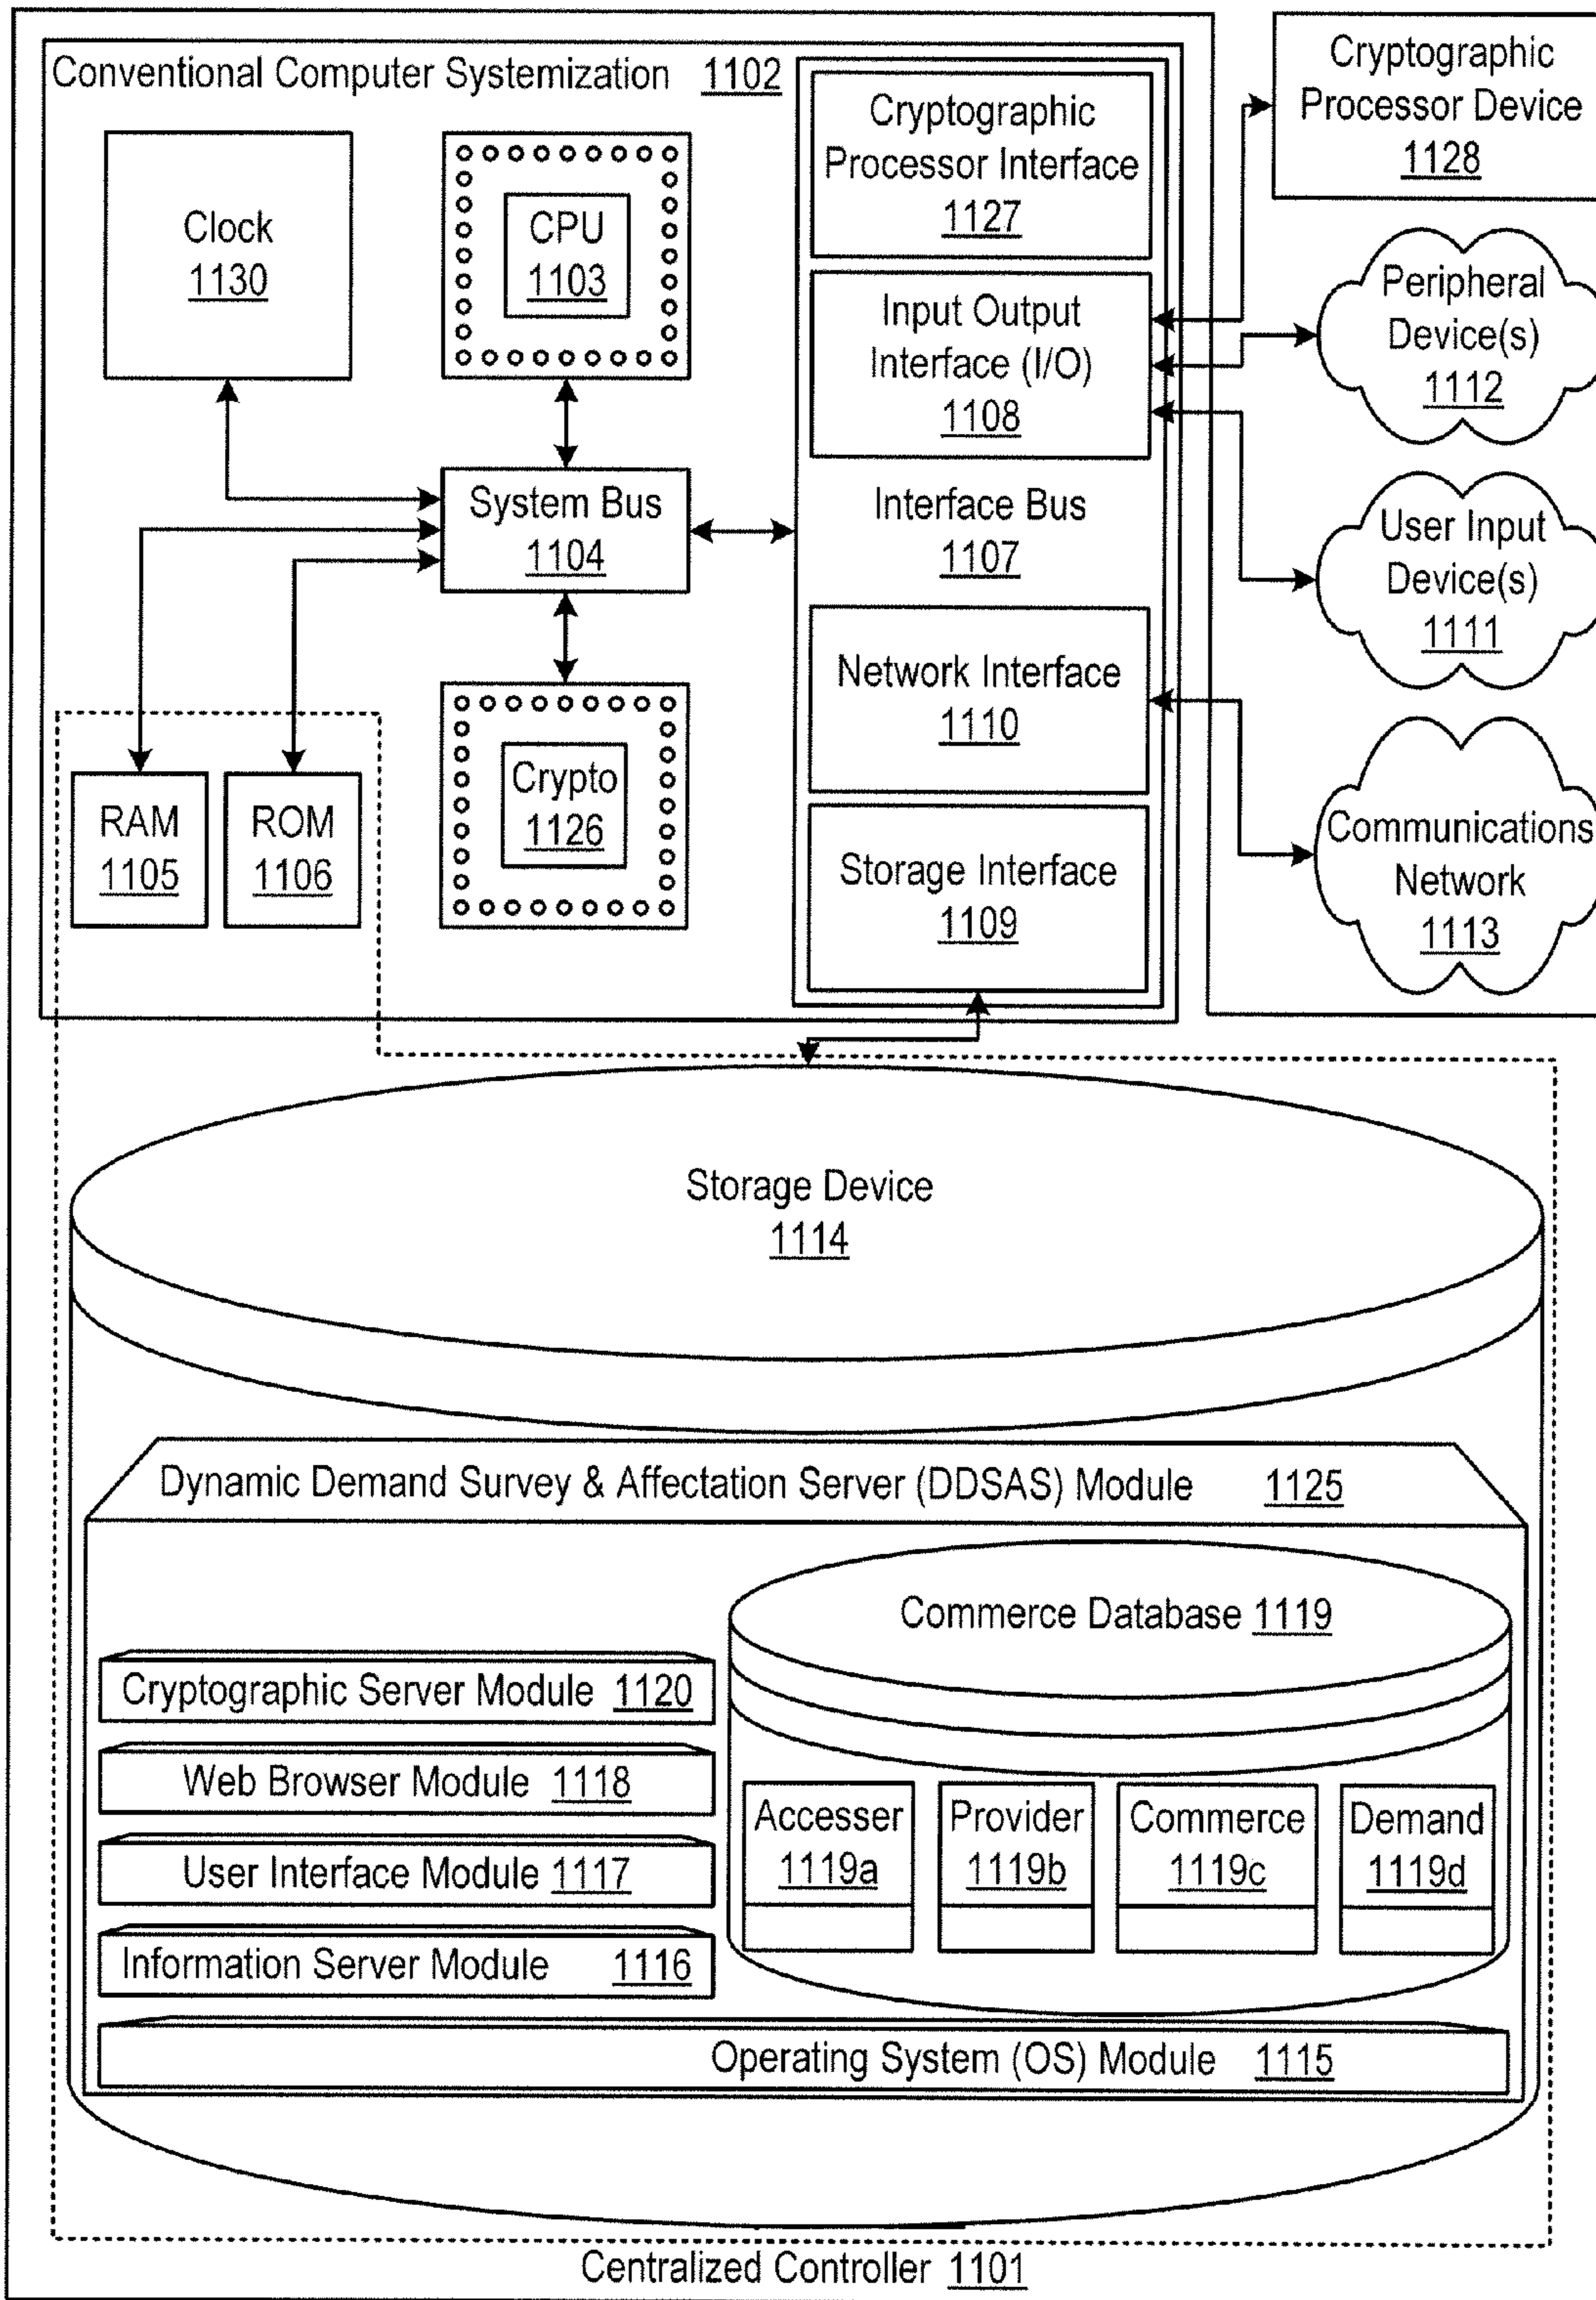 Conventional Computer Systemization 1102
Clock
1130
CPU
1103
System Bus
1104
RAM
1105
ROM
1106
Crypto
1126
Cryptographic
Processor Interface
1127
Input Output
Interface (I/O)
1108
Interface Bus
1107
Network Interface
1110
Storage Interface
1109
Cryptographic
Processor Device
1128
Peripheral
Device(s)
1112
User Input
Device(s)
1111
Communications
Network
1113
Storage Device
1114
Dynamic Demand Survey & Affectation Server (DDSAS) Module 1125
Commerce Database 1119
Cryptographic Server Module 1120
Web Browser Module 1118
User Interface Module 1117
Information Server Module 1116
Accesser
1119a
Provider
1119b
Commerce
1119c
Demand
1119d
Operating System (OS) Module 1115
Centralized Controller 1101